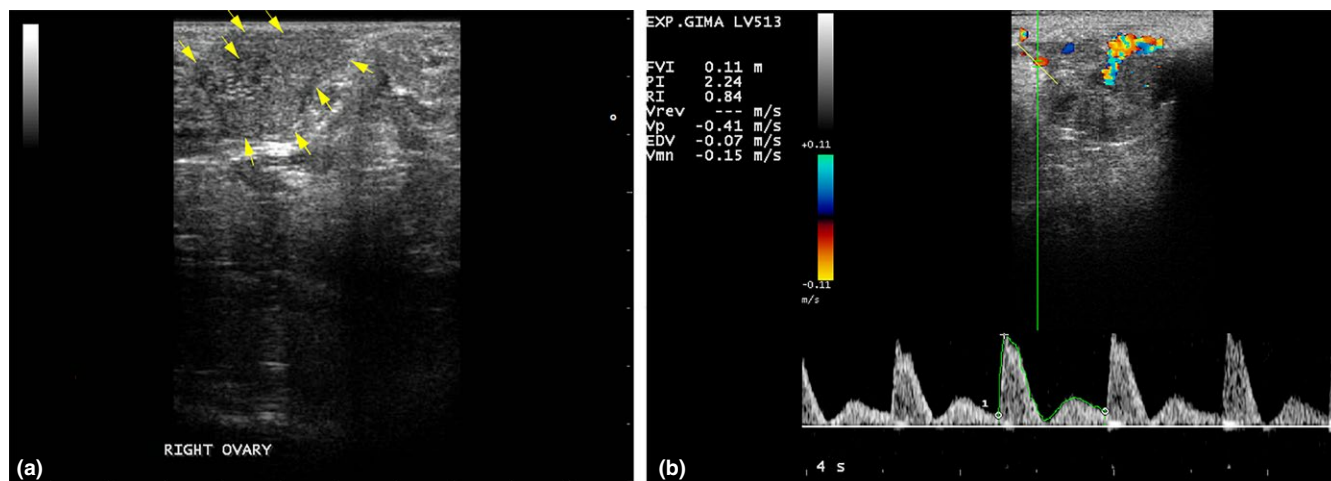 RIGHT OVARY
(a)
EXP.GIMA LV513
FVI 0.11 m
PI 2.24
RI 0.84
Vrev --- m/s
Vp -0.41 m/s
EDV -0.07 m/s
Vmn -0.15 m/s
+0.11
-0.11
m/s
1
4 s
(b)